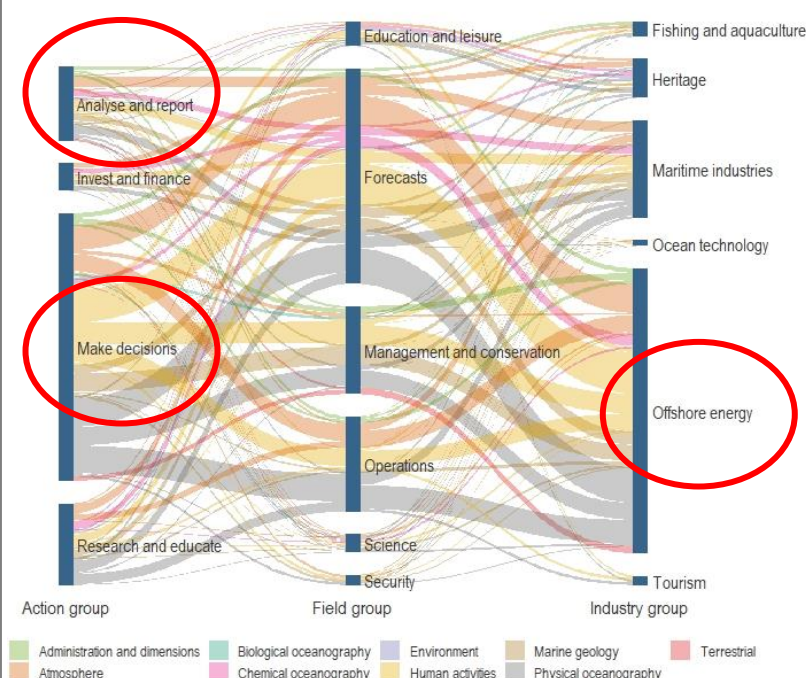 Education and leisure
Fishing and aquaculture
Heritage
Analyse and report
Maritime industries
Invest and finance
Forecasts
Ocean technology
Make decisions
Management and conservation
Offshore energy
Operations
Research and educate
Science
Security
Tourism
Action group
Field group
Industry group
Administration and dimensions
Biological oceanography
Environment
Marine geology
Terrestrial
Atmosphere
Chemical oceanography
Human activities
Physical oceanography